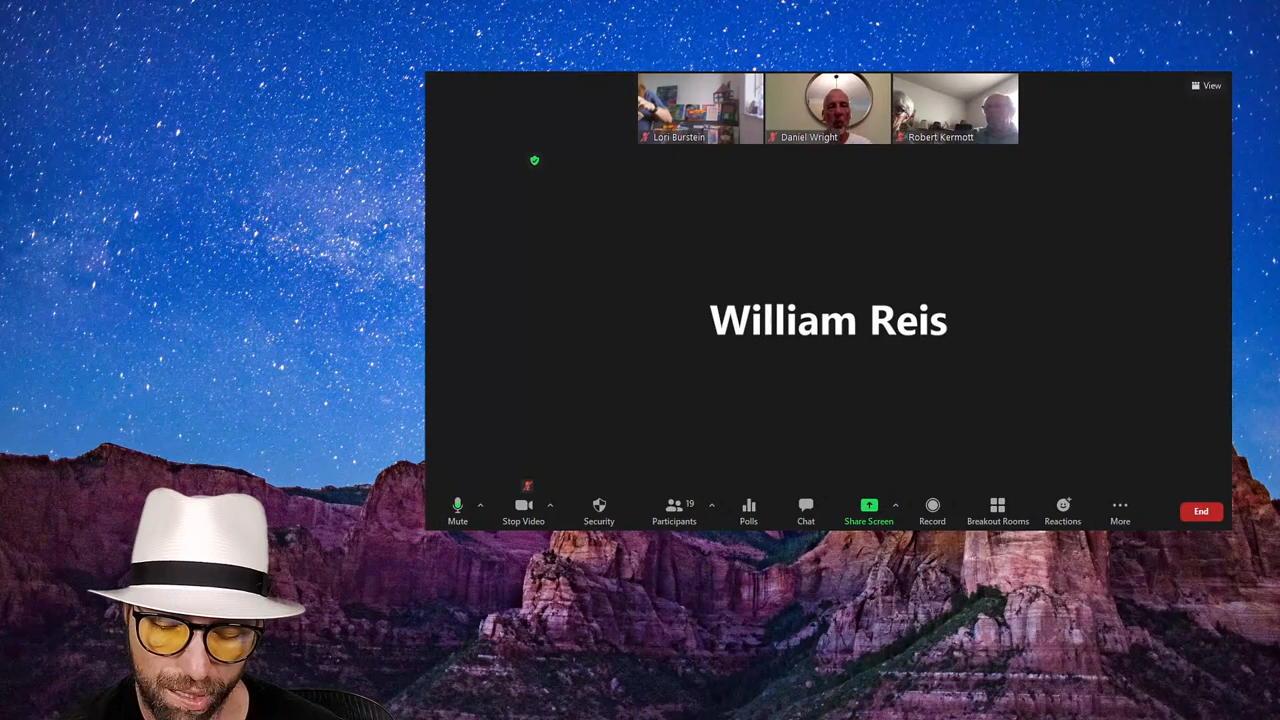 View
Lori Burstein
Daniel Wright
Robert Kermott
William Reis
Mute
Stop Video
Security
Participants
19
Polls
Chat
Share Screen
Record
Breakout Rooms
Reactions
More
End